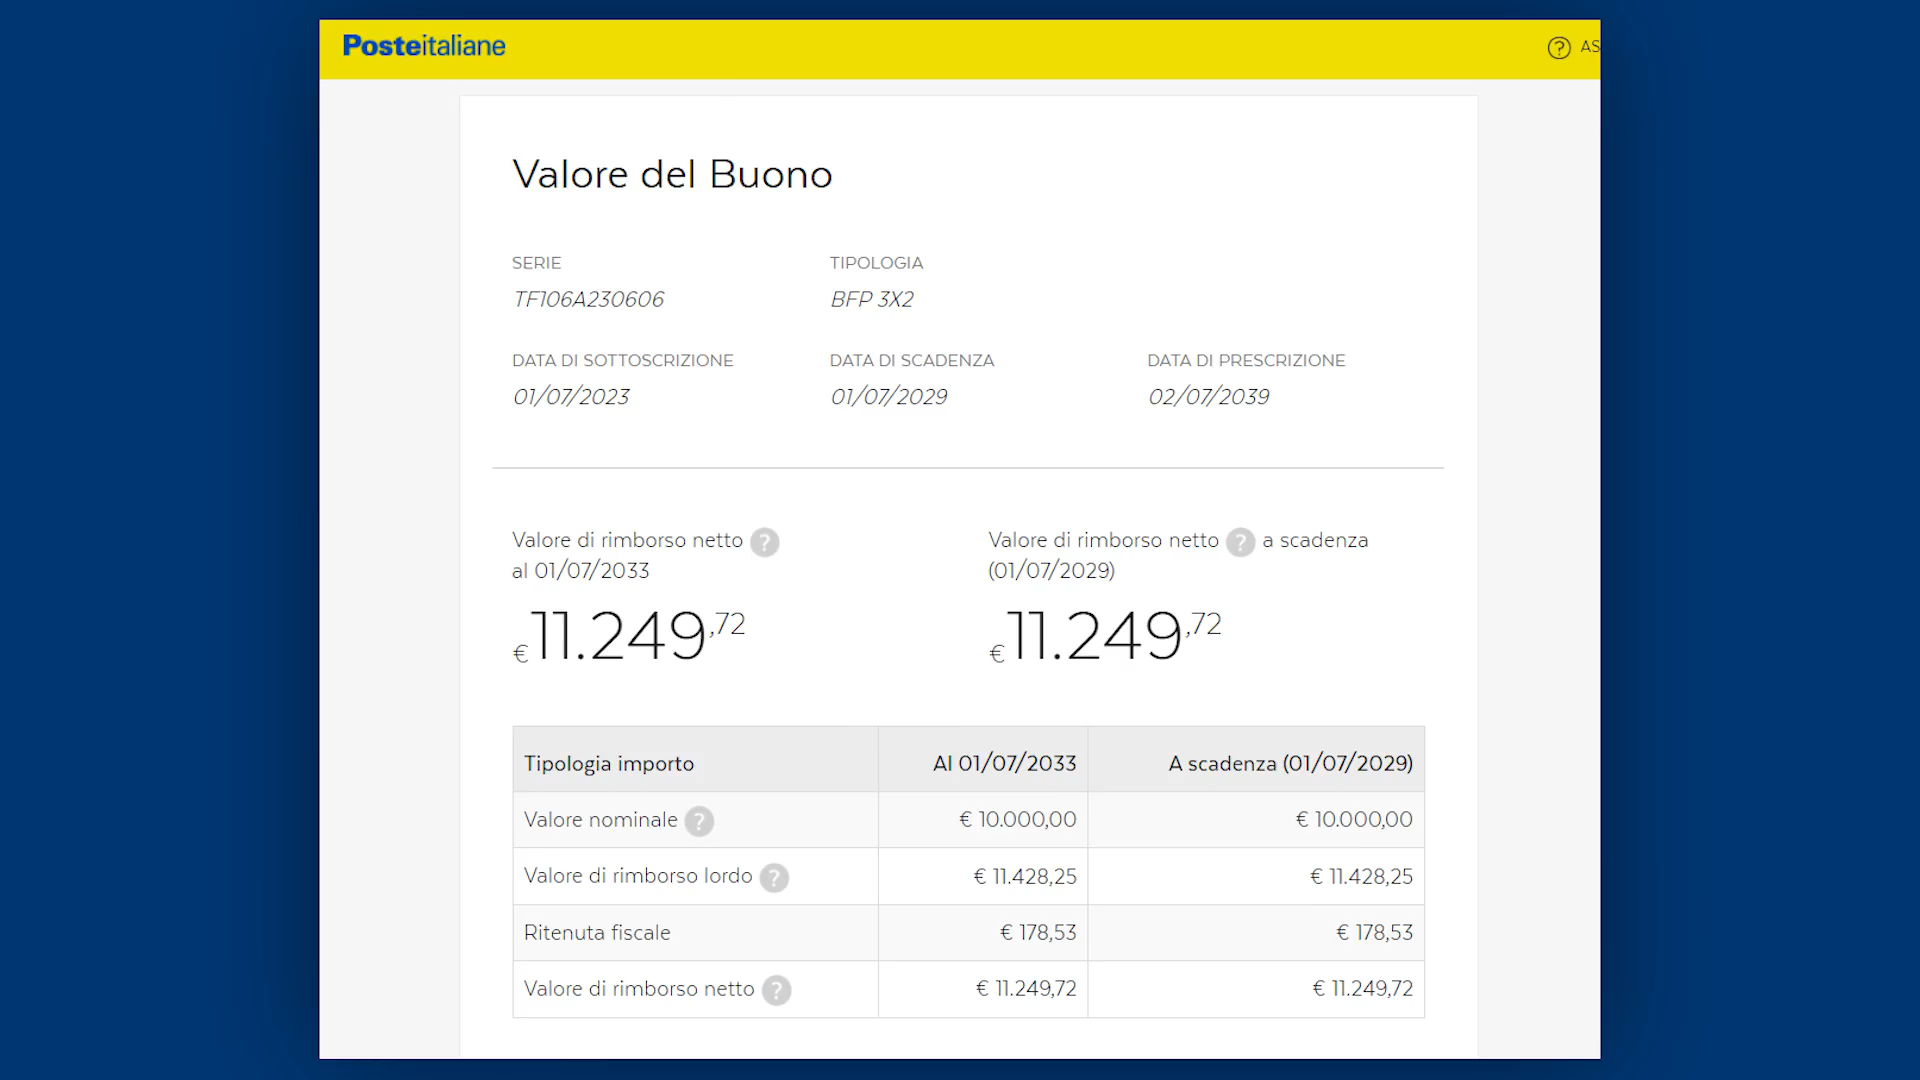 Posteitaliane
? AS
Valore del Buono
SERIE TIPOLOGIA
TF106A230606 BFP 3X2
DATA DI SOTTOSCRIZIONE DATA DI SCADENZA DATA DI PRESCRIZIONE
01/07/2023 01/07/2029 02/07/2039
Valore di rimborso netto ? Valore di rimborso netto ? a scadenza
al 01/07/2033 (01/07/2029)
€11.249,72 €11.249,72
Tipologia importo Al 01/07/2033 A scadenza (01/07/2029)
Valore nominale ? € 10.000,00 € 10.000,00
Valore di rimborso lordo ? € 11.428,25 € 11.428,25
Ritenuta fiscale € 178,53 € 178,53
Valore di rimborso netto ? € 11.249,72 € 11.249,72